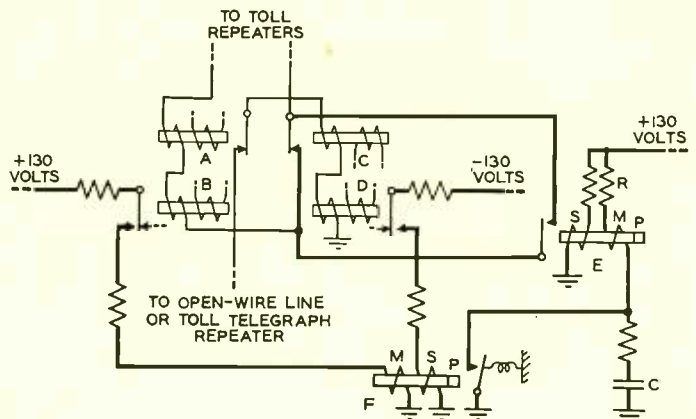 TO TOLL
REPEATERS
+130
VOLTS
A
B
C
D
-130
VOLTS
+130
VOLTS
R
S
M
P
E
TO OPEN-WIRE LINE
OR TOLL TELEGRAPH
REPEATER
M
S
P
F
C